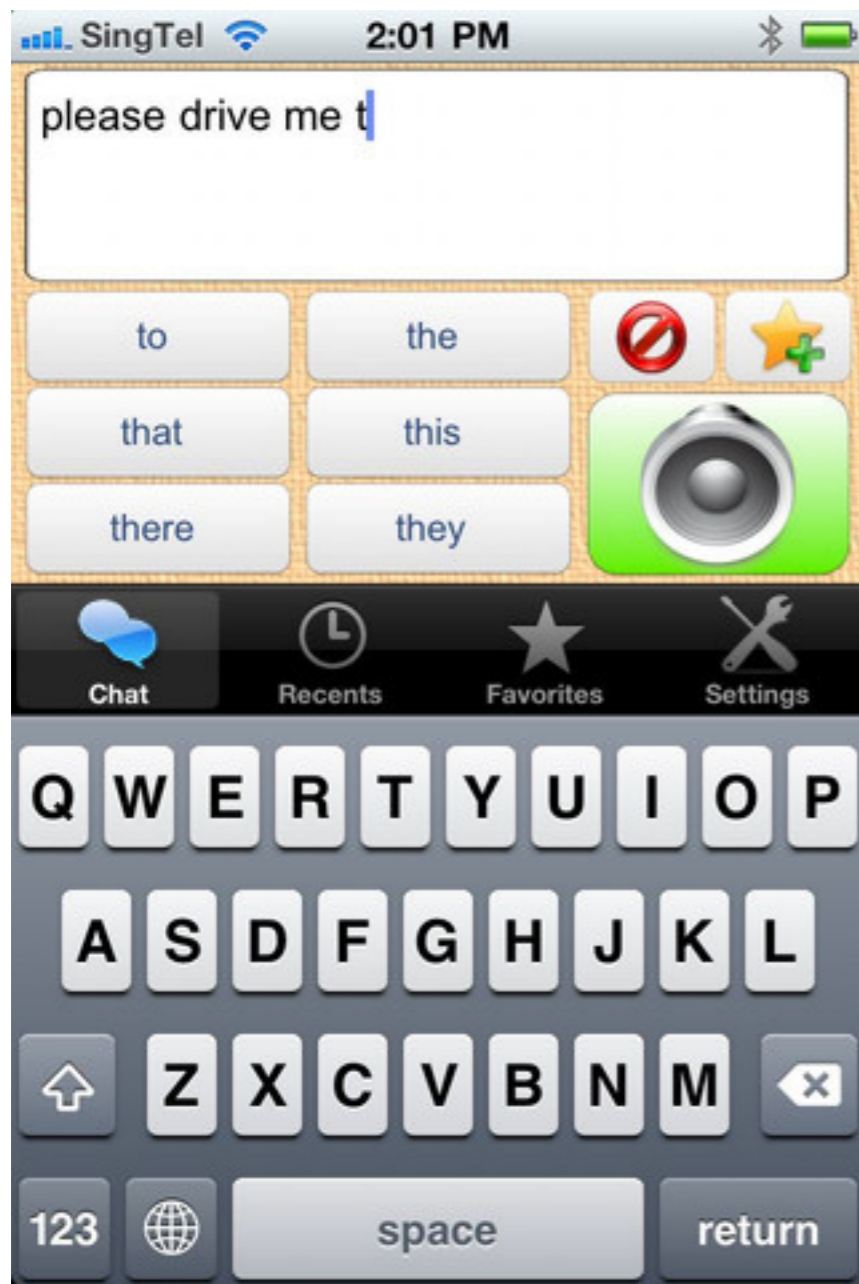 SingTel 2:01 PM
please drive me t
to the
that this
there they
Chat Recents Favorites Settings
Q W E R T Y U I O P
A S D F G H J K L
Z X C V B N M
123 space return